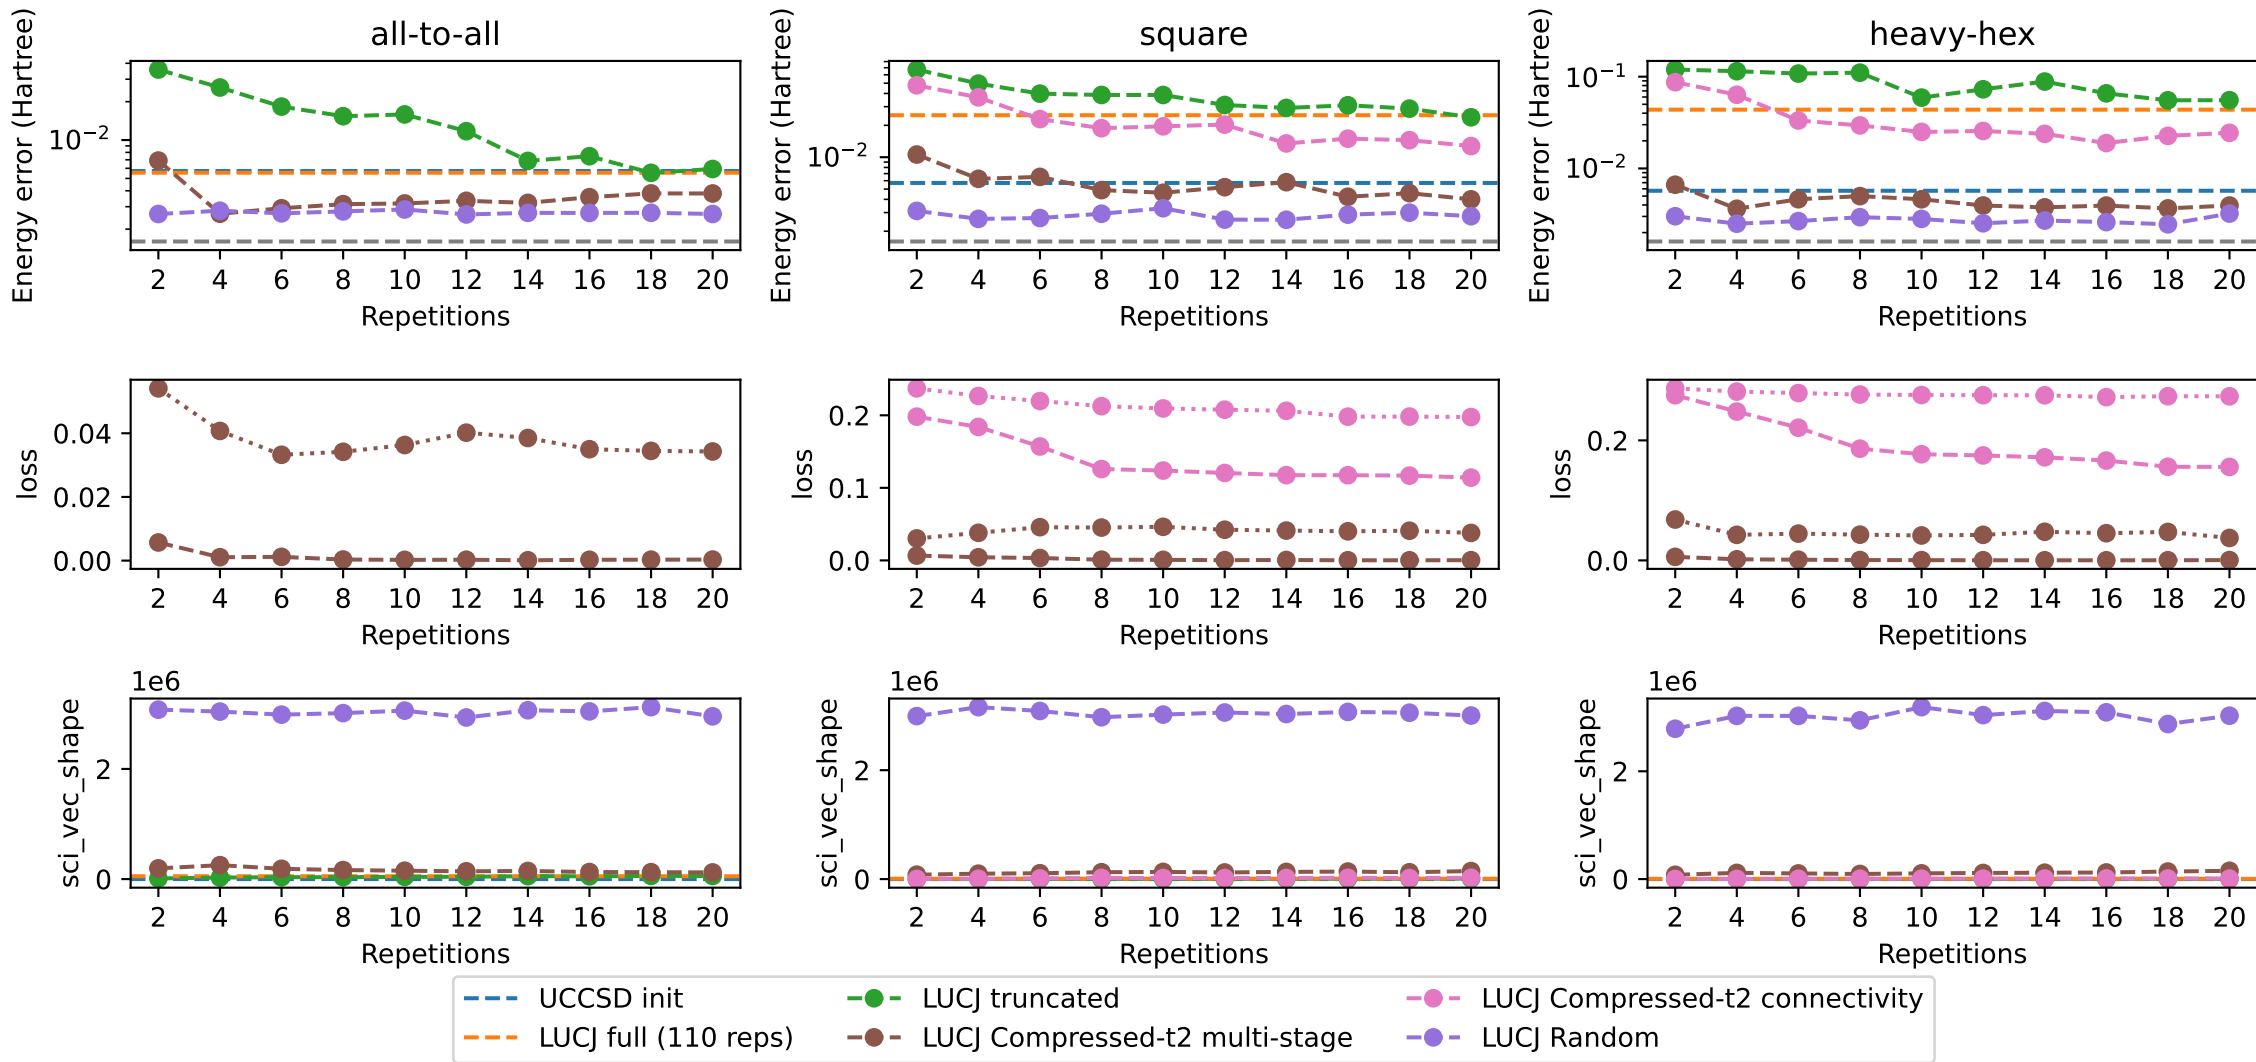 all-to-all
square
heavy-hex
Energy error (Hartree)
10⁻²
2 4 6 8 10 12 14 16 18 20
Repetitions
Energy error (Hartree)
10⁻²
2 4 6 8 10 12 14 16 18 20
Repetitions
Energy error (Hartree)
10⁻¹
10⁻²
2 4 6 8 10 12 14 16 18 20
Repetitions
loss
0.04
0.02
0.00
2 4 6 8 10 12 14 16 18 20
Repetitions
loss
0.2
0.1
0.0
2 4 6 8 10 12 14 16 18 20
Repetitions
loss
0.2
0.0
2 4 6 8 10 12 14 16 18 20
Repetitions
1e6
sci_vec_shape
2
0
2 4 6 8 10 12 14 16 18 20
Repetitions
1e6
sci_vec_shape
2
0
2 4 6 8 10 12 14 16 18 20
Repetitions
1e6
sci_vec_shape
2
0
2 4 6 8 10 12 14 16 18 20
Repetitions
UCCSD init
LUCJ full (110 reps)
LUCJ truncated
LUCJ Compressed-t2 multi-stage
LUCJ Compressed-t2 connectivity
LUCJ Random